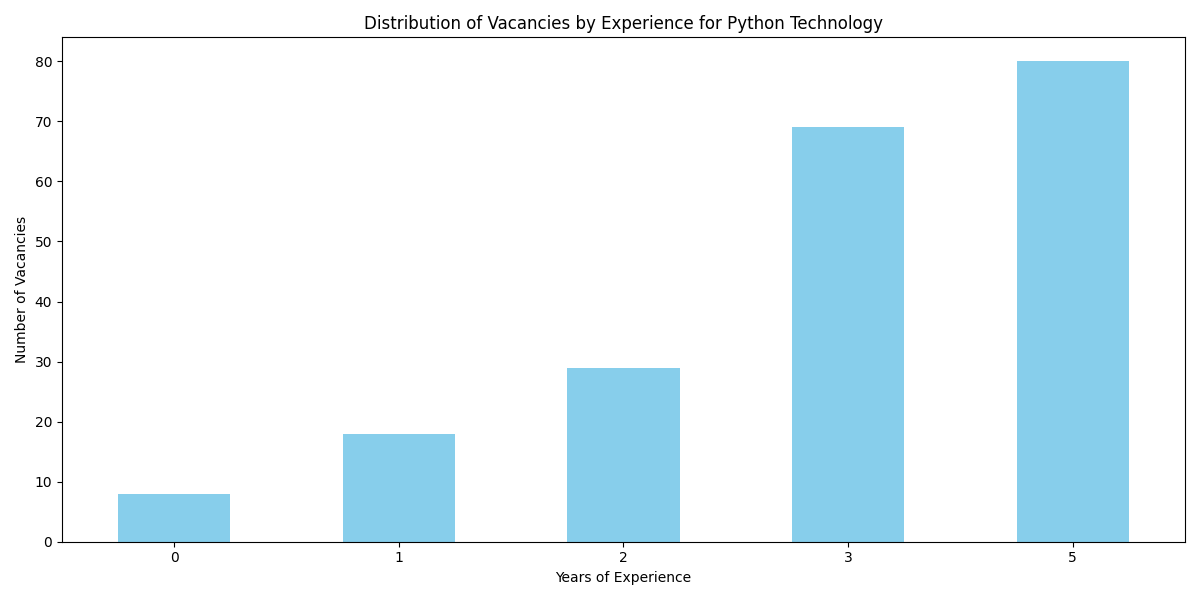 Distribution of Vacancies by Experience for Python Technology
Number of Vacancies
80
70
60
50
40
30
20
10
0
0 1 2 3 5
Years of Experience